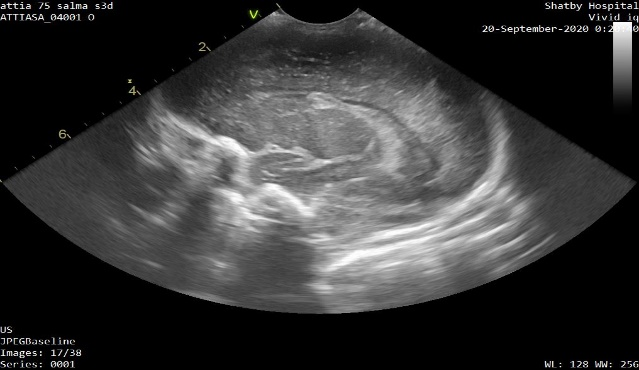 attia 75 salma s3d
ATTIASA_04001 O
Shatby Hospital
Vivid iq
20-September-2020
V
2
4
6
US
JPEGBaseline
Images: 17/38
Series: 0001
WL: 128 WW: 256